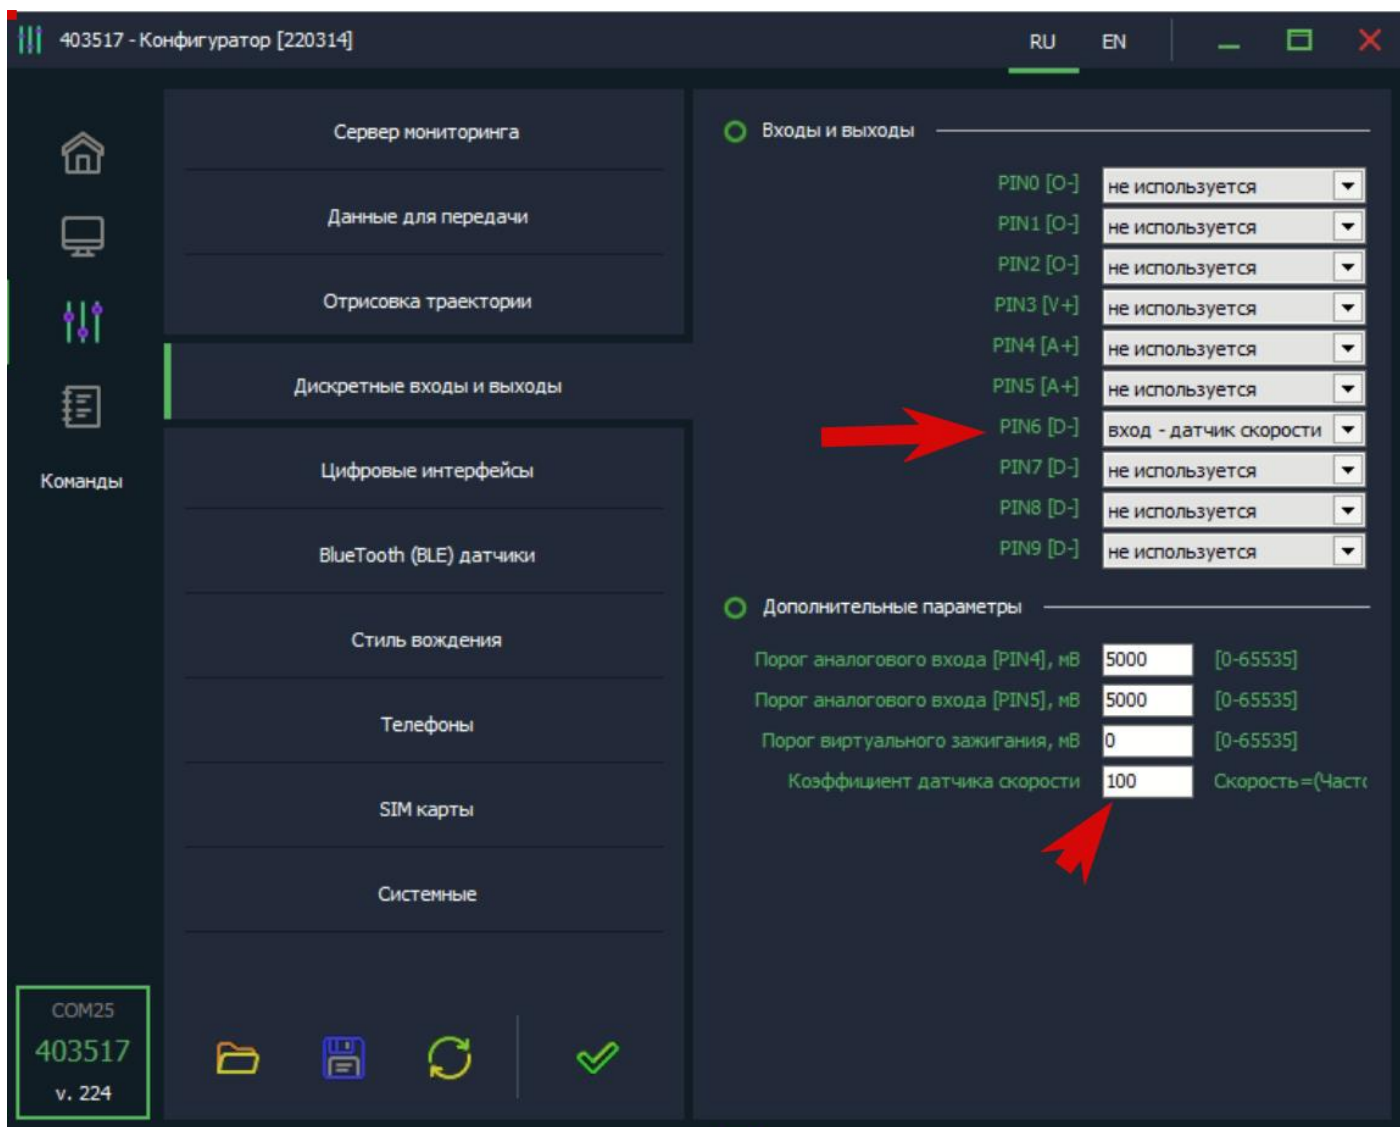 403517 - Конфигуратор [220314]
RU EN
Команды
COM25
403517
v. 224
Сервер мониторинга
Данные для передачи
Отрисовка траектории
Дискретные входы и выходы
Цифровые интерфейсы
BlueTooth (BLE) датчики
Стиль вождения
Телефоны
SIM карты
Системные
Входы и выходы
PIN0 [O-] не используется
PIN1 [O-] не используется
PIN2 [O-] не используется
PIN3 [V+] не используется
PIN4 [A+] не используется
PIN5 [A+] не используется
PIN6 [D-] вход - датчик скорости
PIN7 [D-] не используется
PIN8 [D-] не используется
PIN9 [D-] не используется
Дополнительные параметры
Порог аналогового входа [PIN4], мВ 5000 [0-65535]
Порог аналогового входа [PIN5], мВ 5000 [0-65535]
Порог виртуального зажигания, мВ 0 [0-65535]
Коэффициент датчика скорости 100 Скорость=(Часто